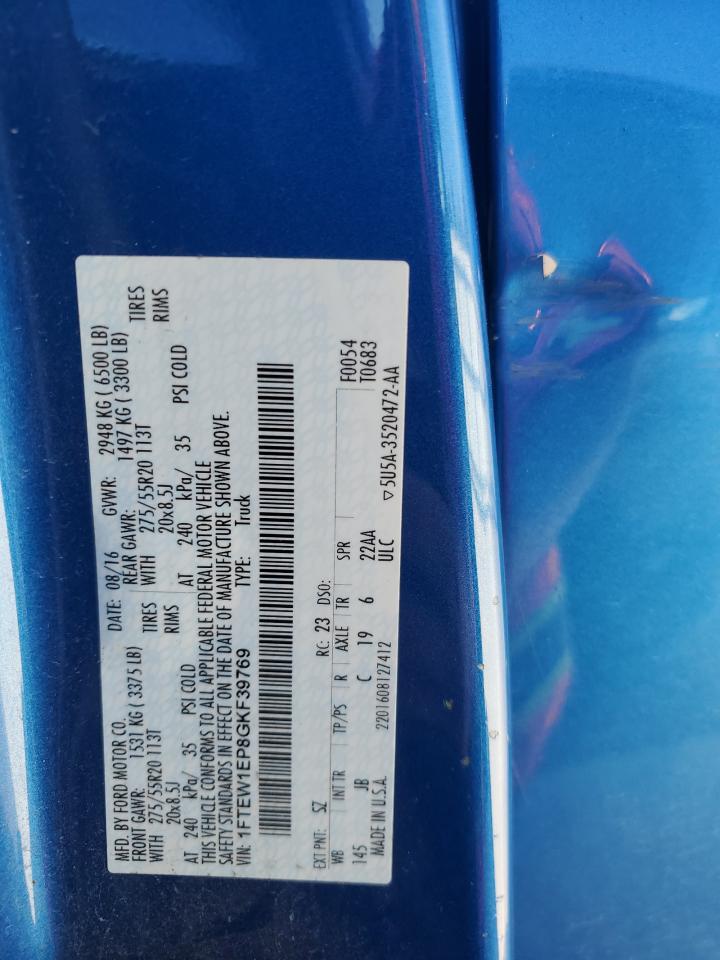 MFD. BY FORD MOTOR CO. DATE: 08/16 GVWR: 2948 KG ( 6500 LB)
FRONT GAWR: 1531 KG ( 3375 LB) REAR GAWR: 1497 KG ( 3300 LB)
WITH 275/55R20 113T TIRES WITH 275/55R20 113T TIRES
20x8.5J RIMS 20x8.5J RIMS
AT 240 kPa/ 35 PSI COLD AT 240 kPa/ 35 PSI COLD
THIS VEHICLE CONFORMS TO ALL APPLICABLE FEDERAL MOTOR VEHICLE
SAFETY STANDARDS IN EFFECT ON THE DATE OF MANUFACTURE SHOWN ABOVE.
VIN: 1FTEW1EP8GKF39769 TYPE: Truck
EXT PNT: SZ RC: 23 DSO: F0054
WB INT TR TP/PS R AXLE TR SPR T0683
145 JB C 19 6 22AA
MADE IN U.S.A. 2201608127412 ULC ▽5U5A-3520472-AA